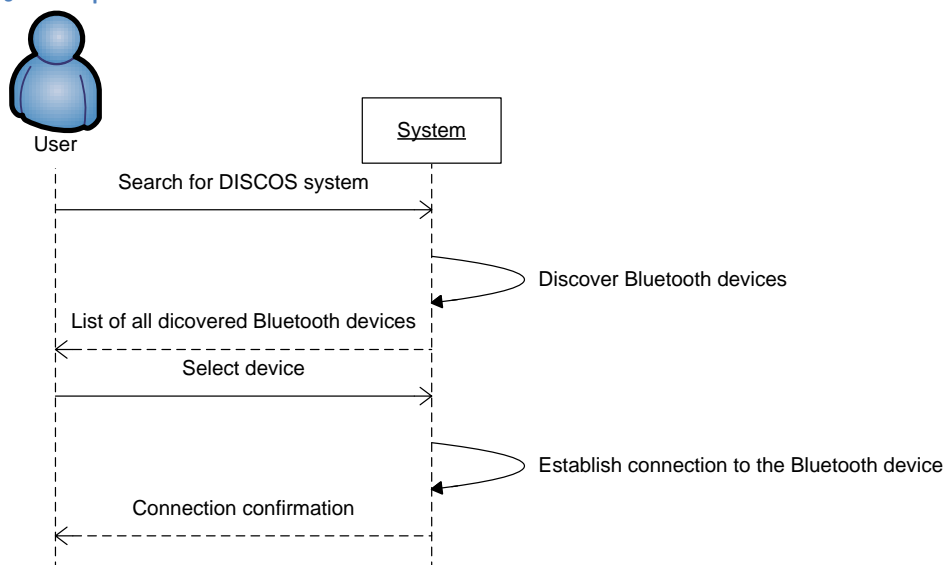 User
System
Search for DISCOS system
Discover Bluetooth devices
List of all dicovered Bluetooth devices
Select device
Establish connection to the Bluetooth device
Connection confirmation